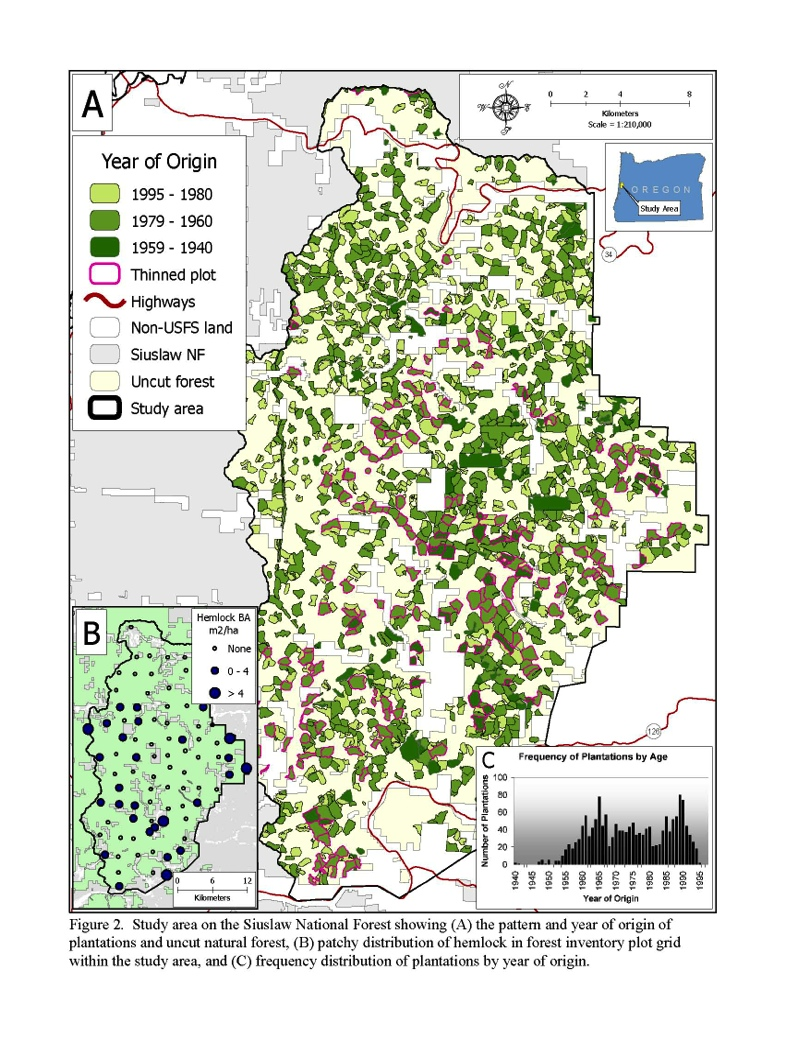 A
N
W
E
S
0 2 4 8
Kilometers
Scale = 1:210,000
Year of Origin
1995 - 1980
1979 - 1960
1959 - 1940
Thinned plot
Highways
Non-USFS land
Siuslaw NF
Uncut forest
Study area
OREGON
Study Area
34
126
B
Hemlock BA
m2/ha
None
0 - 4
> 4
0 6 12
Kilometers
C
Frequency of Plantations by Age
Number of Plantations
100
80
60
40
20
0
1940
1945
1950
1955
1960
1965
1970
1975
1980
1985
1990
1995
Year of Origin
Figure 2. Study area on the Siuslaw National Forest showing (A) the pattern and year of origin of
plantations and uncut natural forest, (B) patchy distribution of hemlock in forest inventory plot grid
within the study area, and (C) frequency distribution of plantations by year of origin.